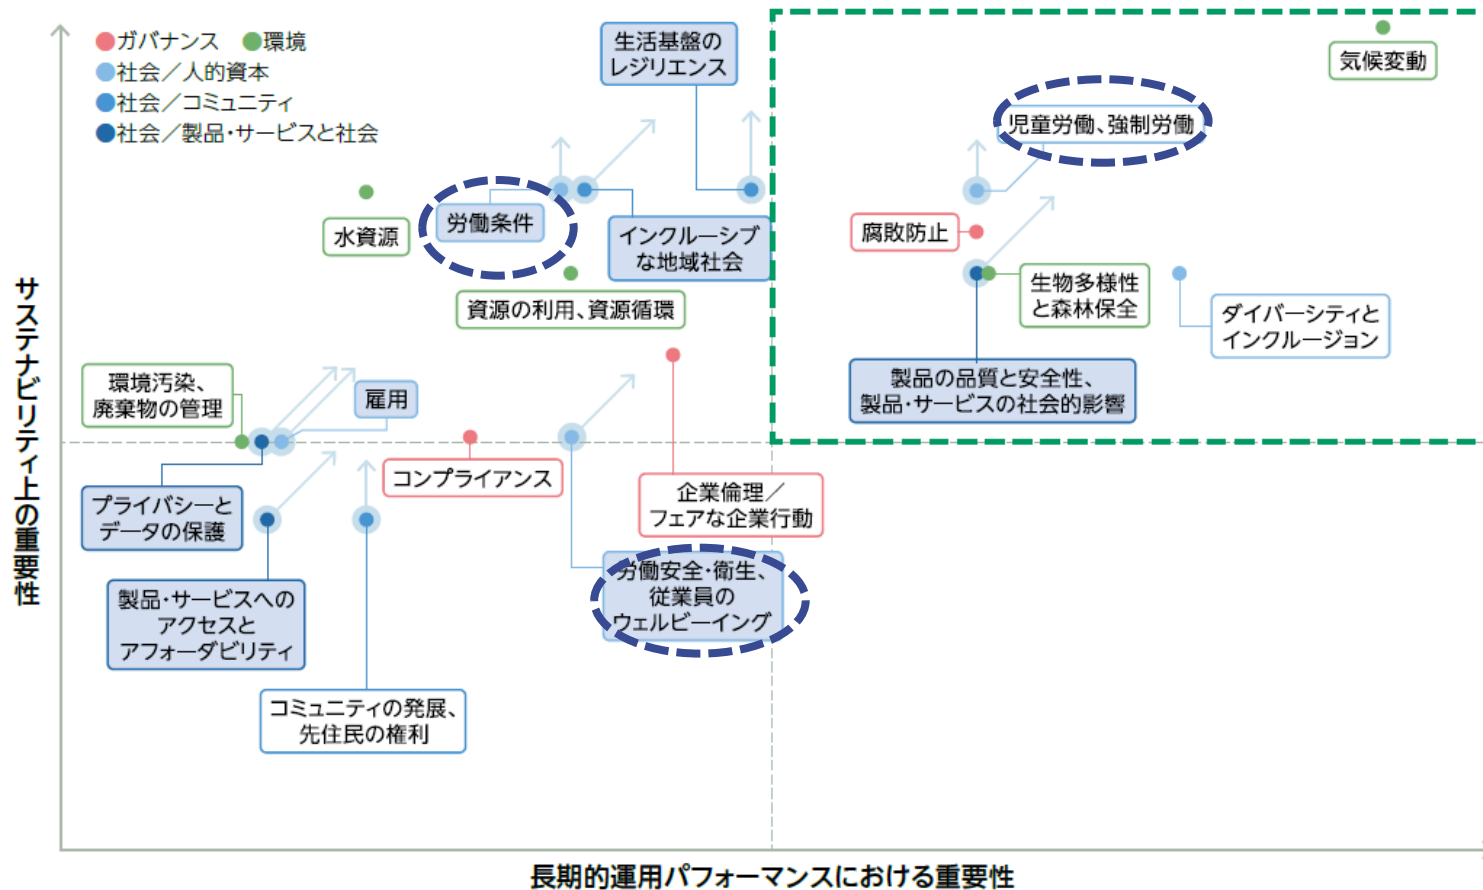 ガバナンス 環境
社会／人的資本
社会／コミュニティ
社会／製品・サービスと社会
生活基盤の
レジリエンス
気候変動
児童労働、強制労働
労働条件
水資源
インクルーシブ
な地域社会
腐敗防止
生物多様性
と森林保全
ダイバーシティと
インクルージョン
資源の利用、資源循環
製品の品質と安全性、
製品・サービスの社会的影響
環境汚染、
廃棄物の管理
雇用
コンプライアンス
企業倫理／
フェアな企業行動
プライバシーと
データの保護
労働安全・衛生、
従業員の
ウェルビーイング
製品・サービスへの
アクセスと
アフォーダビリティ
コミュニティの発展、
先住民の権利
サステナビリティ上の重要性
長期的運用パフォーマンスにおける重要性